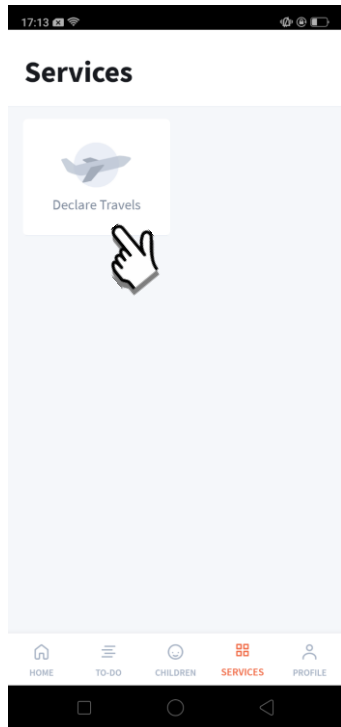 17:13
Services
Declare Travels
HOME
TO-DO
CHILDREN
SERVICES
PROFILE